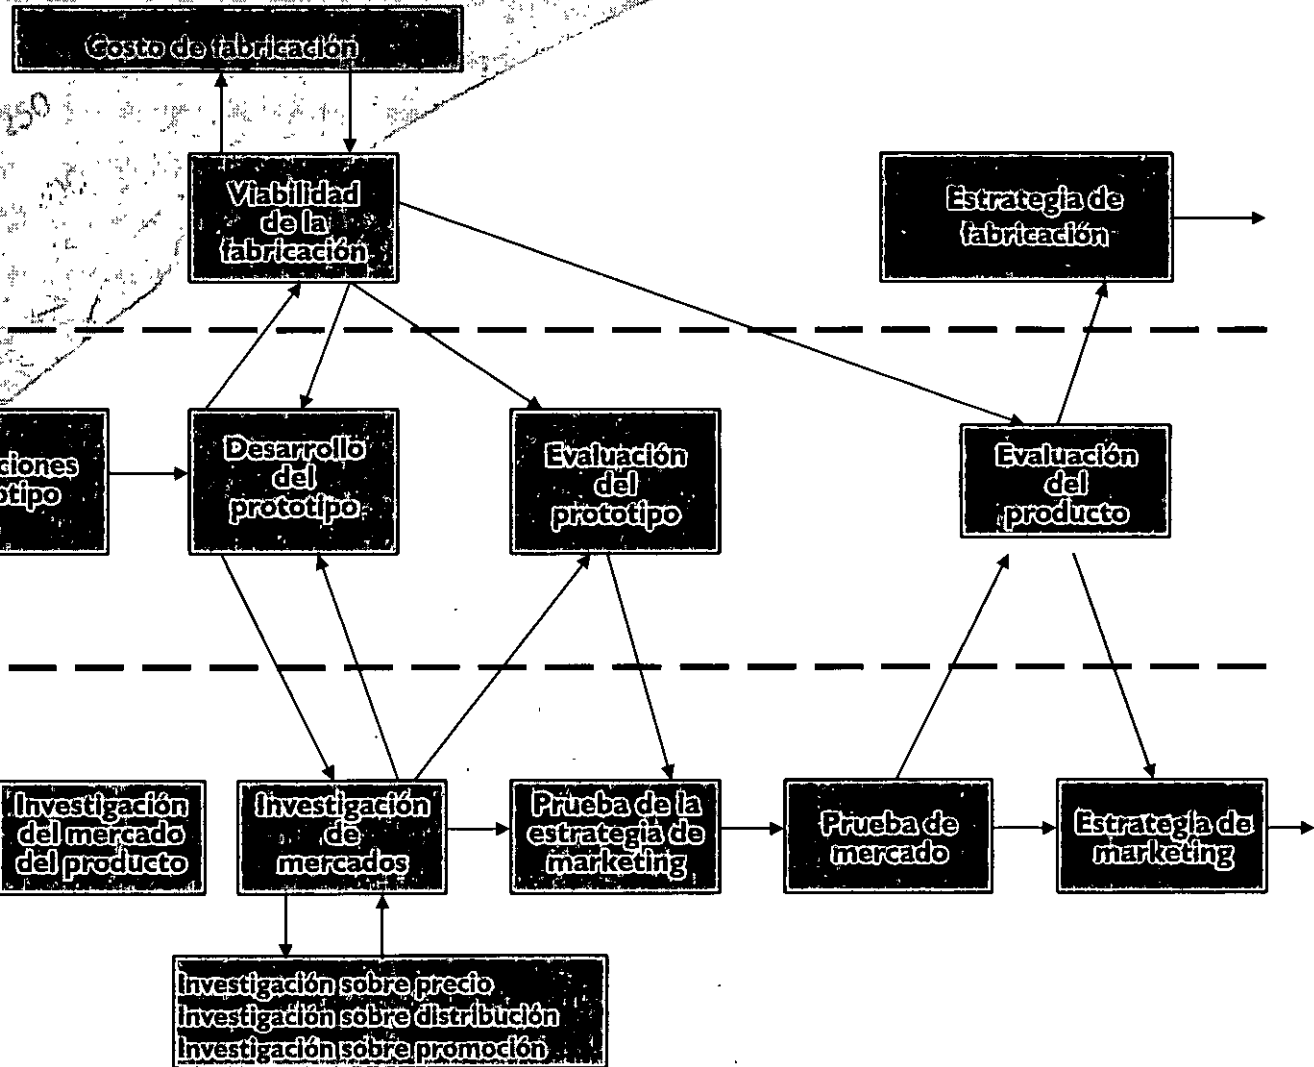 Costo de fabricación
250
Viabilidad
de la
fabricación
Estrategia de
fabricación
ciones
otipo
Desarrollo
del
prototipo
Evaluación
del
prototipo
Evaluación
del
producto
Investigación
del mercado
del producto
Investigación
de
mercados
Prueba de la
estrategia de
marketing
Prueba de
mercado
Estrategia de
marketing
Investigación sobre precio
Investigación sobre distribución
Investigación sobre promoción